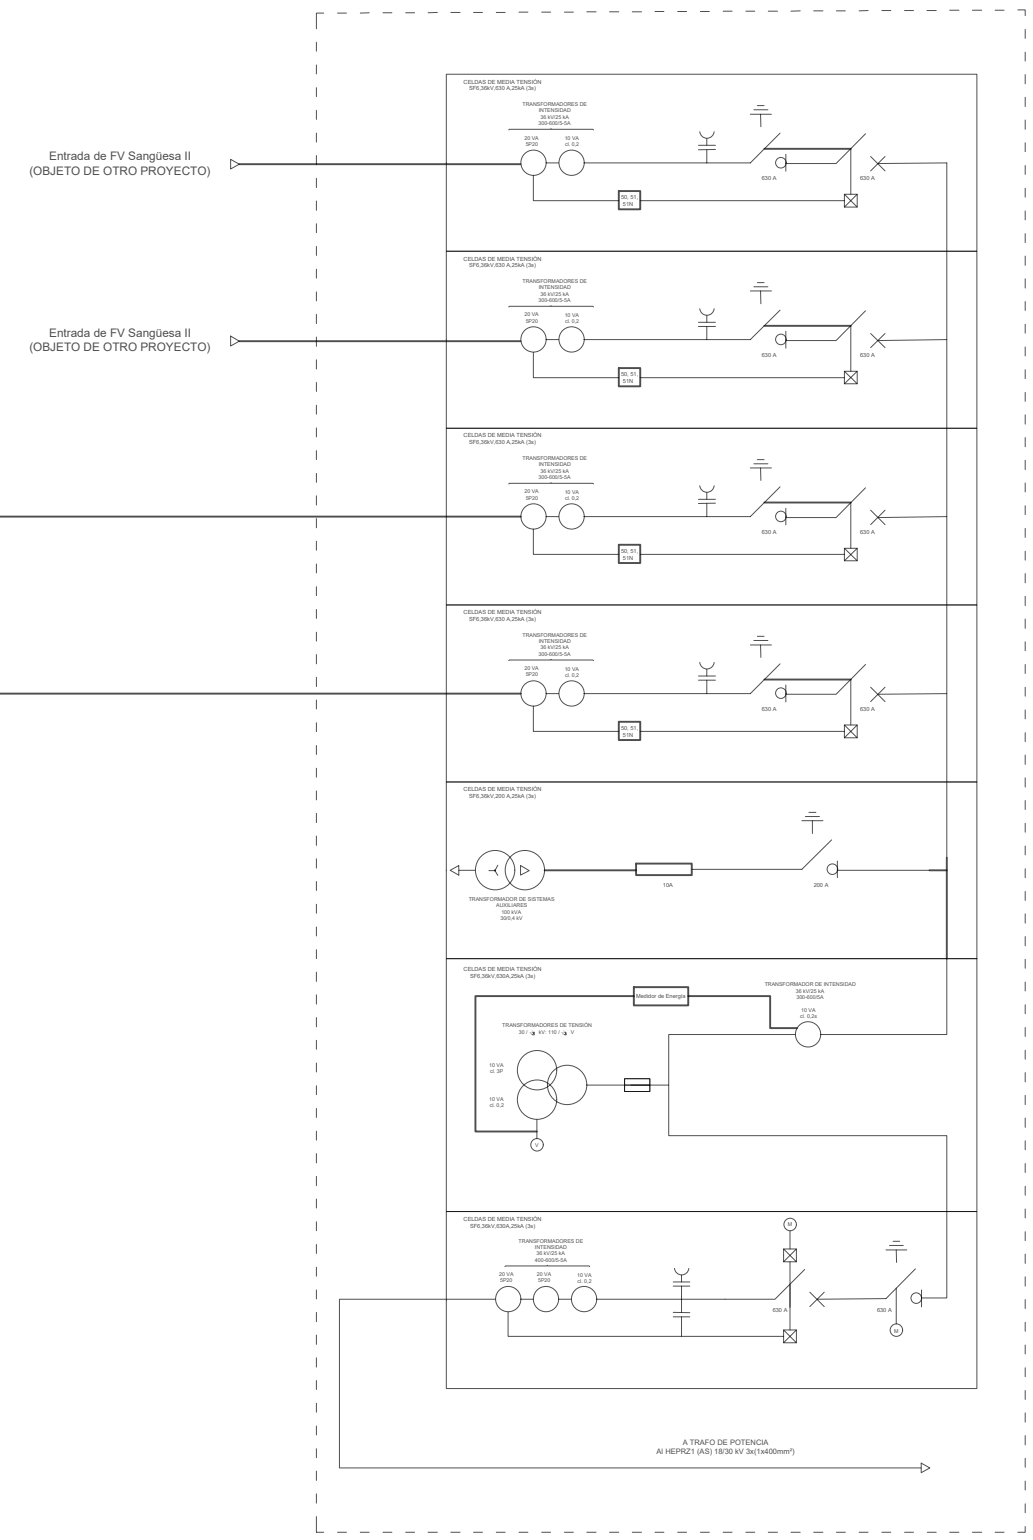 CELDAS DE MEDIA TENSIÓN
SF6,36kV,630 A,25kA (3s)
TRANSFORMADORES DE
INTENSIDAD
36 kV/25 kA
300-600/5-5A
20 VA
5P20
10 VA
cl. 0,2
Entrada de FV Sangüesa II
(OBJETO DE OTRO PROYECTO)
630 A
630 A
50, 51,
51N
CELDAS DE MEDIA TENSIÓN
SF6,36kV,630 A,25kA (3s)
TRANSFORMADORES DE
INTENSIDAD
36 kV/25 kA
300-600/5-5A
20 VA
5P20
10 VA
cl. 0,2
Entrada de FV Sangüesa II
(OBJETO DE OTRO PROYECTO)
630 A
630 A
50, 51,
51N
CELDAS DE MEDIA TENSIÓN
SF6,36kV,630 A,25kA (3s)
TRANSFORMADORES DE
INTENSIDAD
36 kV/25 kA
300-600/5-5A
20 VA
5P20
10 VA
cl. 0,2
630 A
630 A
50, 51,
51N
CELDAS DE MEDIA TENSIÓN
SF6,36kV,630 A,25kA (3s)
TRANSFORMADORES DE
INTENSIDAD
36 kV/25 kA
300-600/5-5A
20 VA
5P20
10 VA
cl. 0,2
630 A
630 A
50, 51,
51N
CELDAS DE MEDIA TENSIÓN
SF6,36kV,200 A,25kA (3s)
10A
200 A
TRANSFORMADOR DE SISTEMAS
AUXILIARES
100 kVA
30/0,4 kV
CELDAS DE MEDIA TENSIÓN
SF6,36kV,630A,25kA (3s)
TRANSFORMADOR DE INTENSIDAD
36 kV/25 kA
300-600/5A
10 VA
cl. 0,2s
Medidor de Energía
TRANSFORMADORES DE TENSIÓN
30 / kV: 110 / V
10 VA
cl. 3P
10 VA
cl. 0,2
V
CELDAS DE MEDIA TENSIÓN
SF6,36kV,630A,25kA (3s)
M
TRANSFORMADORES DE
INTENSIDAD
36 kV/25 kA
400-600/5-5A
20 VA
5P20
20 VA
5P20
10 VA
cl. 0,2
630 A
630 A
M
A TRAFO DE POTENCIA
Al HEPRZ1 (AS) 18/30 kV 3x(1x400mm²)